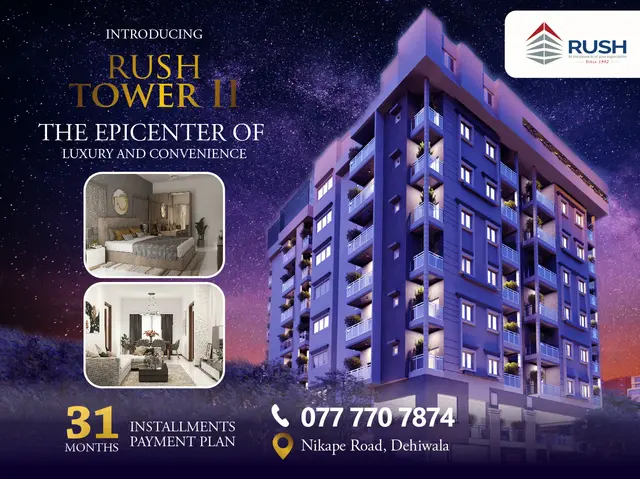 INTRODUCING
RUSH
TOWER II
THE EPICENTER OF
LUXURY AND CONVENIENCE
RUSH
Since 1942
31
MONTHS
INSTALLMENTS
PAYMENT PLAN
077 770 7874
Nikape Road, Dehiwala